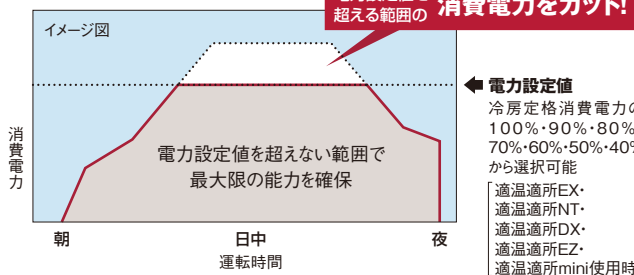 超える範囲の 消費電力をカット!
イメージ図
電力設定値
冷房定格消費電力の
100%・90%・80%
70%・60%・50%・40%
から選択可能
適温適所EX・
適温適所NT・
適温適所DX・
適温適所EZ・
適温適所mini使用時
消費電力
電力設定値を超えない範囲で
最大限の能力を確保
朝
日中
夜
運転時間